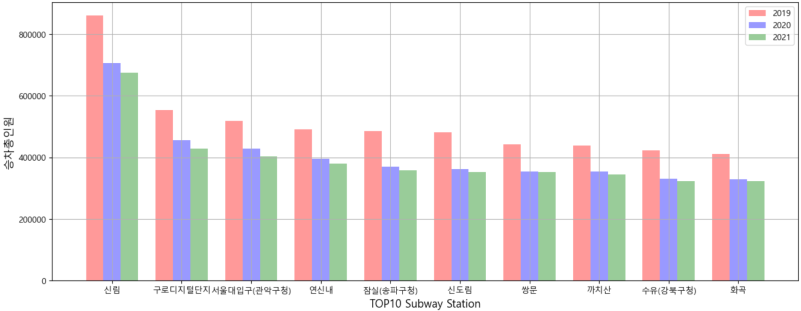 2019
2020
2021
800000
600000
400000
200000
0
승차총인원
신림 구로디지털단지 서울대입구(관악구청) 연신내 잠실(송파구청) 신도림 쌍문 까치산 수유(강북구청) 화곡
TOP10 Subway Station